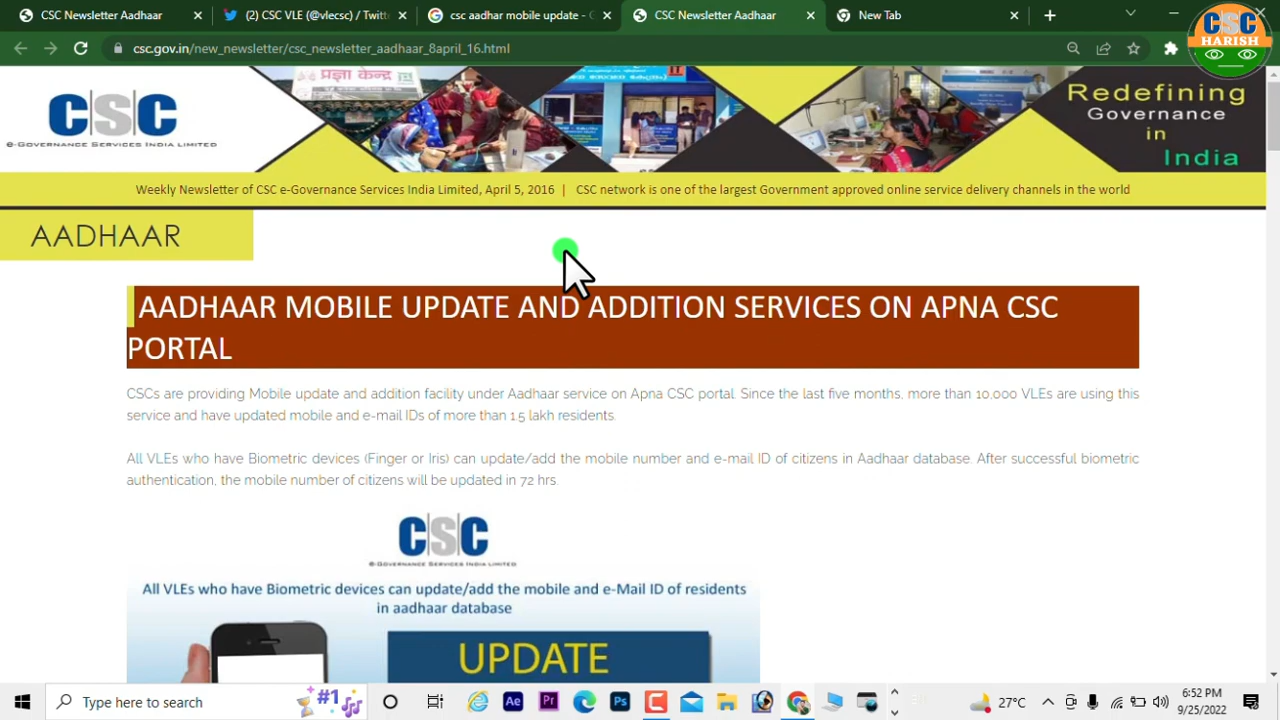 CSC Newsletter Aadhaar
(2) CSC VLE (@vlecsc) / Twitt
csc aadhar mobile update - G
CSC Newsletter Aadhaar
New Tab
csc.gov.in/new_newsletter/csc_newsletter_aadhaar_8april_16.html
CSC
HARISH
CSC
e-GOVERNANCE SERVICES INDIA LIMITED
प्रज्ञा केन्द्र
Redefining
Governance
in
India
Weekly Newsletter of CSC e-Governance Services India Limited, April 5, 2016 | CSC network is one of the largest Government approved online service delivery channels in the world
AADHAAR
AADHAAR MOBILE UPDATE AND ADDITION SERVICES ON APNA CSC
PORTAL
CSCs are providing Mobile update and addition facility under Aadhaar service on Apna CSC portal. Since the last five months, more than 10,000 VLEs are using this
service and have updated mobile and e-mail IDs of more than 1.5 lakh residents.
All VLEs who have Biometric devices (Finger or Iris) can update/add the mobile number and e-mail ID of citizens in Aadhaar database. After successful biometric
authentication, the mobile number of citizens will be updated in 72 hrs.
CSC
e-GOVERNANCE SERVICES INDIA LIMITED
All VLEs who have Biometric devices can update/add the mobile and e-Mail ID of residents
in aadhaar database
UPDATE
Type here to search
#1
Ae
Pr
Ps
27°C
6:52 PM
9/25/2022